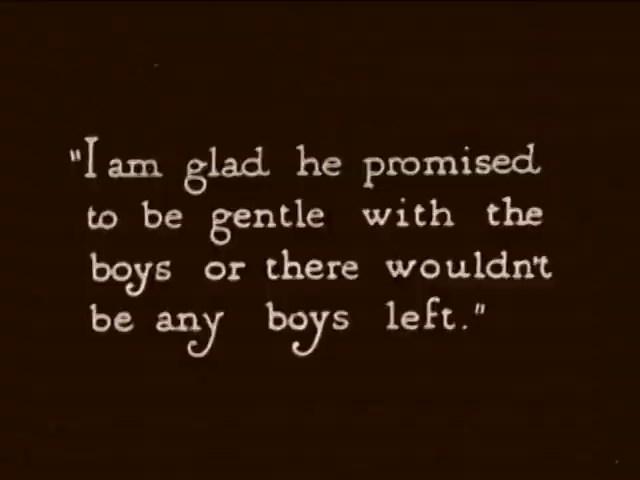 "I am glad he promised
to be gentle with the
boys or there wouldn't
be any boys left."